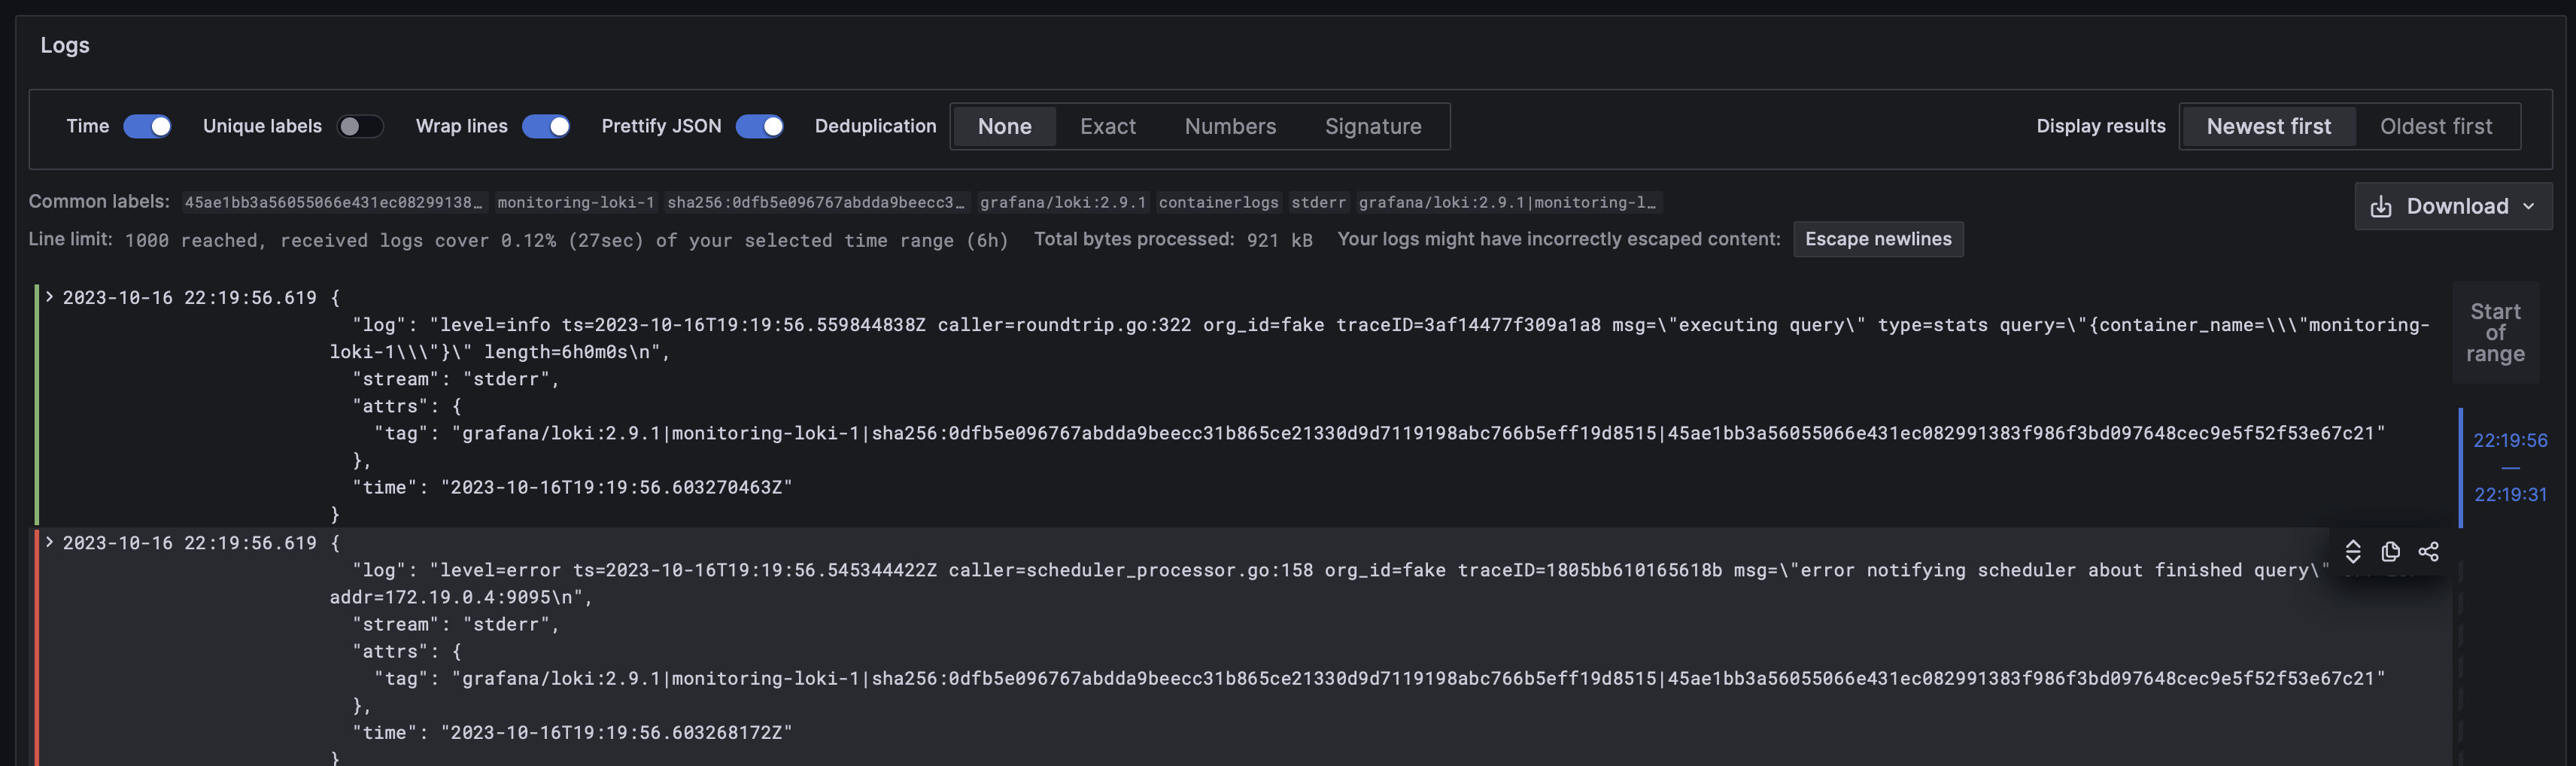 Logs
Time Unique labels Wrap lines Prettify JSON Deduplication None Exact Numbers Signature Display results Newest first Oldest first
Common labels: 45ae1bb3a56055066e431ec08299138… monitoring-loki-1 sha256:0dfb5e096767abdda9beecc3… grafana/loki:2.9.1 containerlogs stderr grafana/loki:2.9.1|monitoring-l… Download
Line limit: 1000 reached, received logs cover 0.12% (27sec) of your selected time range (6h) Total bytes processed: 921 kB Your logs might have incorrectly escaped content: Escape newlines
2023-10-16 22:19:56.619 {
"log": "level=info ts=2023-10-16T19:19:56.559844838Z caller=roundtrip.go:322 org_id=fake traceID=3af14477f309a1a8 msg=\"executing query\" type=stats query=\"{container_name=\\\"monitoring-
loki-1\\\"}\" length=6h0m0s\n",
"stream": "stderr",
"attrs": {
"tag": "grafana/loki:2.9.1|monitoring-loki-1|sha256:0dfb5e096767abdda9beecc31b865ce21330d9d7119198abc766b5eff19d8515|45ae1bb3a56055066e431ec082991383f986f3bd097648cec9e5f52f53e67c21"
},
"time": "2023-10-16T19:19:56.603270463Z"
}
Start
of
range
22:19:56
—
22:19:31
2023-10-16 22:19:56.619 {
"log": "level=error ts=2023-10-16T19:19:56.545344422Z caller=scheduler_processor.go:158 org_id=fake traceID=1805bb610165618b msg=\"error notifying scheduler about finished query\"
addr=172.19.0.4:9095\n",
"stream": "stderr",
"attrs": {
"tag": "grafana/loki:2.9.1|monitoring-loki-1|sha256:0dfb5e096767abdda9beecc31b865ce21330d9d7119198abc766b5eff19d8515|45ae1bb3a56055066e431ec082991383f986f3bd097648cec9e5f52f53e67c21"
},
"time": "2023-10-16T19:19:56.603268172Z"
}